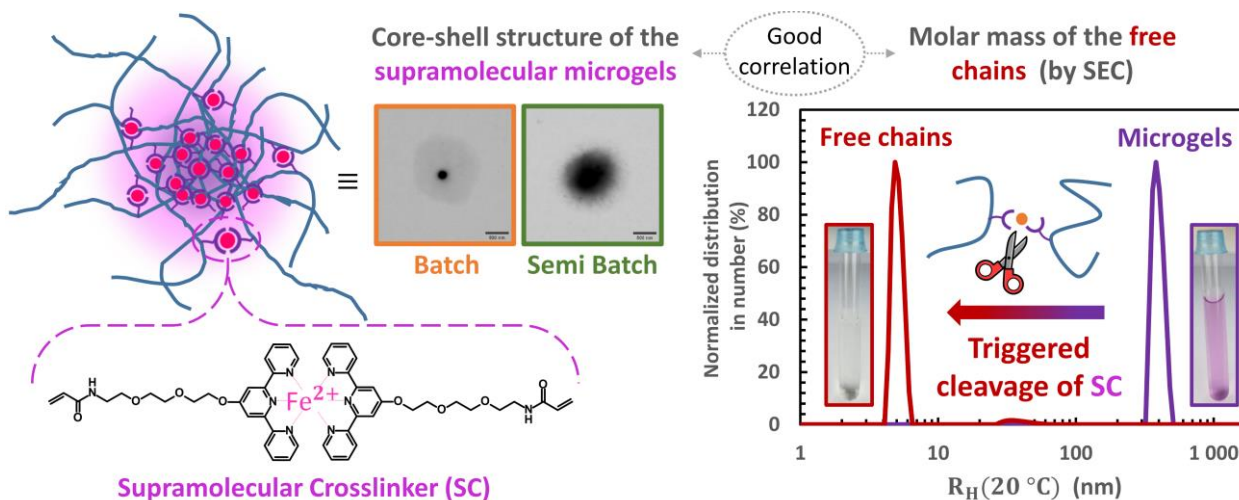 Core-shell structure of the
supramolecular microgels
Good
correlation
Molar mass of the free
chains (by SEC)
≡
Batch
Semi Batch
Normalized distribution
in number (%)
120
100
80
60
40
20
0
Free chains
Microgels
Triggered
cleavage of SC
1
10
100
1 000
R_H(20 °C) (nm)
O
N
H
O
O
O
N
N
N
Fe2+
N
N
N
O
O
O
H
N
O
Supramolecular Crosslinker (SC)